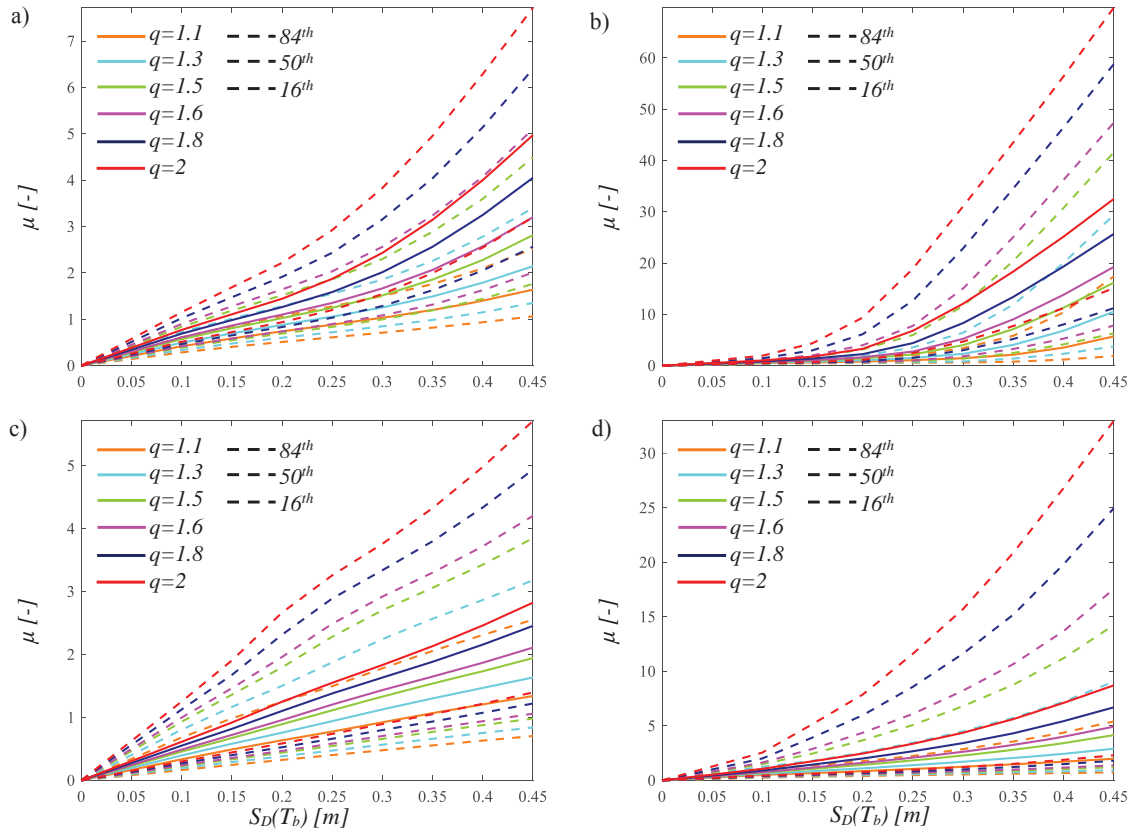 a)
7
6
5
4
3
2
1
0
μ [-]
q=1.1
q=1.3
q=1.5
q=1.6
q=1.8
q=2
84th
50th
16th
0 0.05 0.1 0.15 0.2 0.25 0.3 0.35 0.4 0.45
b)
60
50
40
30
20
10
0
μ [-]
q=1.1
q=1.3
q=1.5
q=1.6
q=1.8
q=2
84th
50th
16th
0 0.05 0.1 0.15 0.2 0.25 0.3 0.35 0.4 0.45
c)
5
4
3
2
1
0
μ [-]
q=1.1
q=1.3
q=1.5
q=1.6
q=1.8
q=2
84th
50th
16th
0 0.05 0.1 0.15 0.2 0.25 0.3 0.35 0.4 0.45
S_D(T_b) [m]
d)
35
30
25
20
15
10
5
0
μ [-]
q=1.1
q=1.3
q=1.5
q=1.6
q=1.8
q=2
84th
50th
16th
0 0.05 0.1 0.15 0.2 0.25 0.3 0.35 0.4 0.45
S_D(T_b) [m]